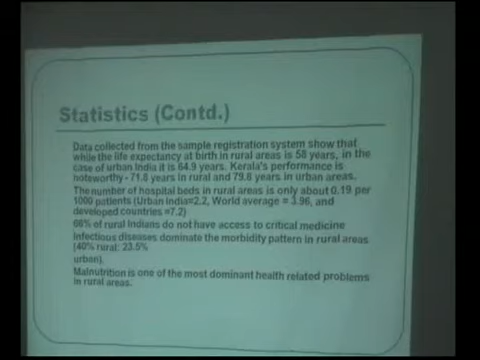 Statistics (Contd.)
Data collected from the sample registration system show that
while the life expectancy at birth in rural areas is 58 years, in the
case of urban India it is 64.9 years. Kerala's performance is
noteworthy - 71.8 years in rural and 79.8 years in urban areas.
The number of hospital beds in rural areas is only about 0.19 per
1000 patients (Urban India=2.2, World average = 3.96, and
developed countries =7.2)
66% of rural Indians do not have access to critical medicine
Infectious diseases dominate the morbidity pattern in rural areas
(40% rural: 23.5%
urban).
Malnutrition is one of the most dominant health related problems
in rural areas.